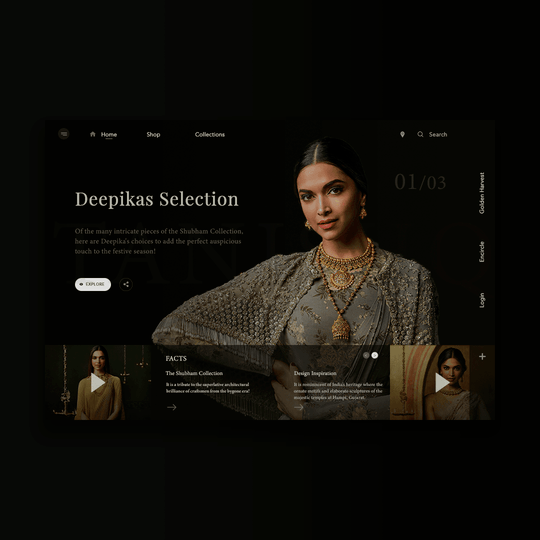 Home
Shop
Collections
Search
01/03
Golden Harvest
Encircle
Login
Deepikas Selection
Of the many intricate pieces of the Shubham Collection,
here are Deepika's choices to add the perfect auspicious
touch to the festive season!
EXPLORE
FACTS
The Shubham Collection
It is a tribute to the superlative architectural
brilliance of craftsmen from the bygone era!
Design Inspiration
It is reminiscent of India's heritage where the
ornate motifs and elaborate sculptures of the
majestic temples at Hampi, Gujarat.